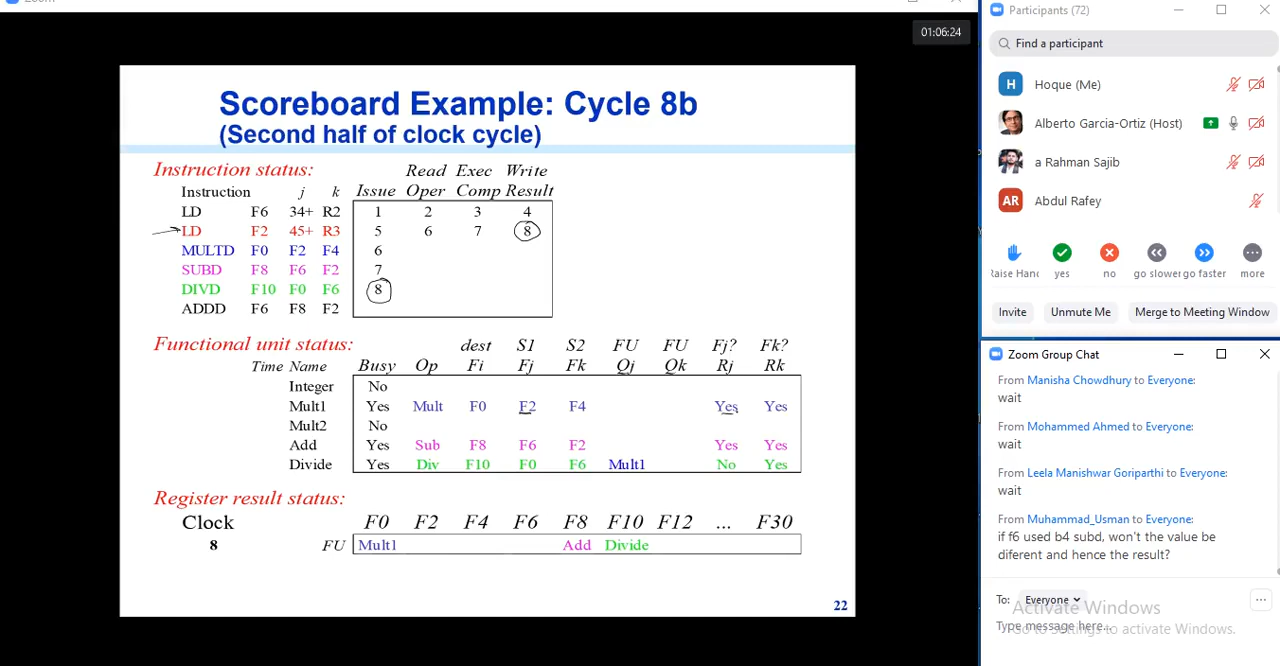 Zoom
01:06:24
Scoreboard Example: Cycle 8b
(Second half of clock cycle)
Instruction status:
Read Exec Write
Instruction j k Issue Oper Comp Result
LD F6 34+ R2 1 2 3 4
LD F2 45+ R3 5 6 7 8
MULTD F0 F2 F4 6
SUBD F8 F6 F2 7
DIVD F10 F0 F6 8
ADDD F6 F8 F2
Functional unit status:
dest S1 S2 FU FU Fj? Fk?
Time Name Busy Op Fi Fj Fk Qj Qk Rj Rk
Integer No
Mult1 Yes Mult F0 F2 F4 Yes Yes
Mult2 No
Add Yes Sub F8 F6 F2 Yes Yes
Divide Yes Div F10 F0 F6 Mult1 No Yes
Register result status:
Clock F0 F2 F4 F6 F8 F10 F12 ... F30
8 FU Mult1 Add Divide
22
Participants (72)
Find a participant
H Hoque (Me)
Alberto Garcia-Ortiz (Host)
a Rahman Sajib
AR Abdul Rafey
Raise Hand yes no go slower go faster more
Invite Unmute Me Merge to Meeting Window
Zoom Group Chat
From Manisha Chowdhury to Everyone:
wait
From Mohammed Ahmed to Everyone:
wait
From Leela Manishwar Goriparthi to Everyone:
wait
From Muhammad_Usman to Everyone:
if f6 used b4 subd, won't the value be
diferent and hence the result?
To: Everyone
Type message here...
Activate Windows
Go to Settings to activate Windows.